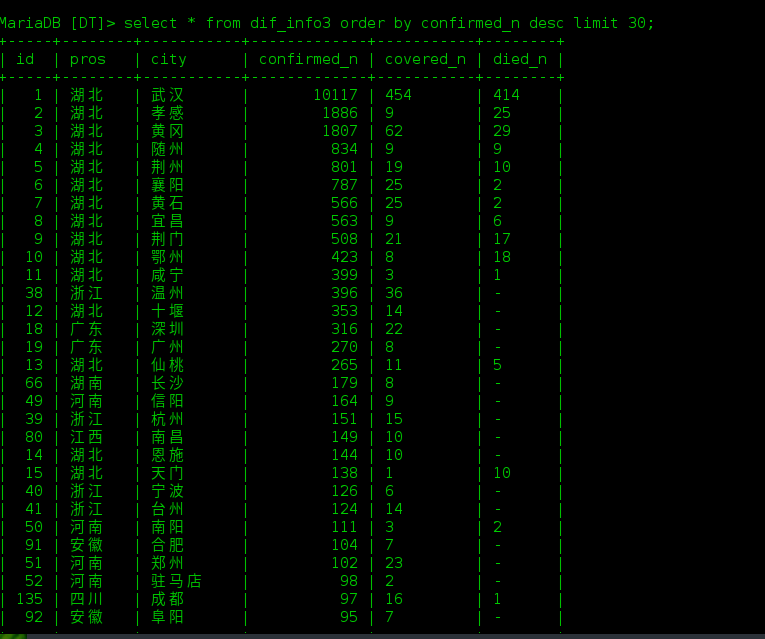 MariaDB [DT]> select * from dif_info3 order by confirmed_n desc limit 30;
+-----+--------+-----------+-------------+-----------+--------+
| id | pros | city | confirmed_n | covered_n | died_n |
+-----+--------+-----------+-------------+-----------+--------+
| 1 | 湖北 | 武汉 | 10117 | 454 | 414 |
| 2 | 湖北 | 孝感 | 1886 | 9 | 25 |
| 3 | 湖北 | 黄冈 | 1807 | 62 | 29 |
| 4 | 湖北 | 随州 | 834 | 9 | 9 |
| 5 | 湖北 | 荆州 | 801 | 19 | 10 |
| 6 | 湖北 | 襄阳 | 787 | 25 | 2 |
| 7 | 湖北 | 黄石 | 566 | 25 | 2 |
| 8 | 湖北 | 宜昌 | 563 | 9 | 6 |
| 9 | 湖北 | 荆门 | 508 | 21 | 17 |
| 10 | 湖北 | 鄂州 | 423 | 8 | 18 |
| 11 | 湖北 | 咸宁 | 399 | 3 | 1 |
| 38 | 浙江 | 温州 | 396 | 36 | - |
| 12 | 湖北 | 十堰 | 353 | 14 | - |
| 18 | 广东 | 深圳 | 316 | 22 | - |
| 19 | 广东 | 广州 | 270 | 8 | - |
| 13 | 湖北 | 仙桃 | 265 | 11 | 5 |
| 66 | 湖南 | 长沙 | 179 | 8 | - |
| 49 | 河南 | 信阳 | 164 | 9 | - |
| 39 | 浙江 | 杭州 | 151 | 15 | - |
| 80 | 江西 | 南昌 | 149 | 10 | - |
| 14 | 湖北 | 恩施 | 144 | 10 | - |
| 15 | 湖北 | 天门 | 138 | 1 | 10 |
| 40 | 浙江 | 宁波 | 126 | 6 | - |
| 41 | 浙江 | 台州 | 124 | 14 | - |
| 50 | 河南 | 南阳 | 111 | 3 | 2 |
| 91 | 安徽 | 合肥 | 104 | 7 | - |
| 51 | 河南 | 郑州 | 102 | 23 | - |
| 52 | 河南 | 驻马店 | 98 | 2 | - |
| 135 | 四川 | 成都 | 97 | 16 | 1 |
| 92 | 安徽 | 阜阳 | 95 | 7 | - |